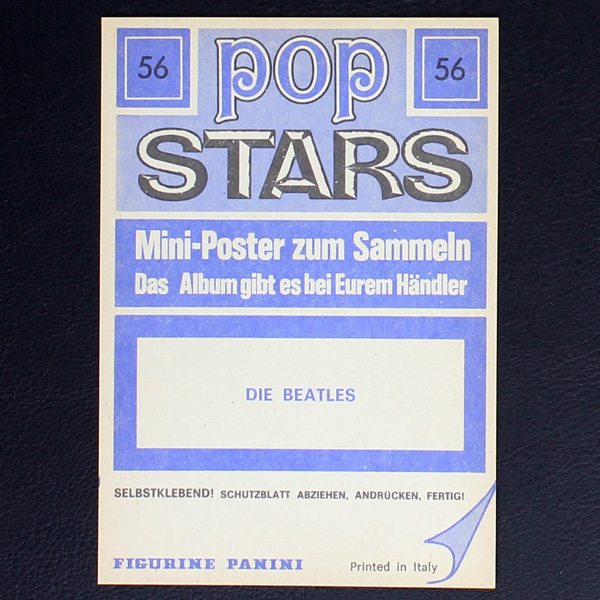 56
pop
56
STARS
Mini-Poster zum Sammeln
Das Album gibt es bei Eurem Händler
DIE BEATLES
SELBSTKLEBEND! SCHUTZBLATT ABZIEHEN, ANDRÜCKEN, FERTIG!
FIGURINE PANINI
Printed in Italy